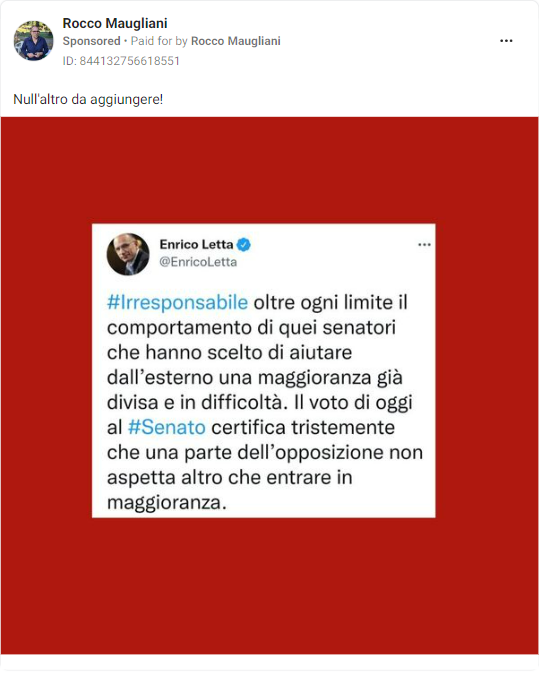 Rocco Maugliani
Sponsored • Paid for by Rocco Maugliani
ID: 844132756618551
Null'altro da aggiungere!
Enrico Letta
@EnricoLetta
#Irresponsabile oltre ogni limite il
comportamento di quei senatori
che hanno scelto di aiutare
dall’esterno una maggioranza già
divisa e in difficoltà. Il voto di oggi
al #Senato certifica tristemente
che una parte dell’opposizione non
aspetta altro che entrare in
maggioranza.